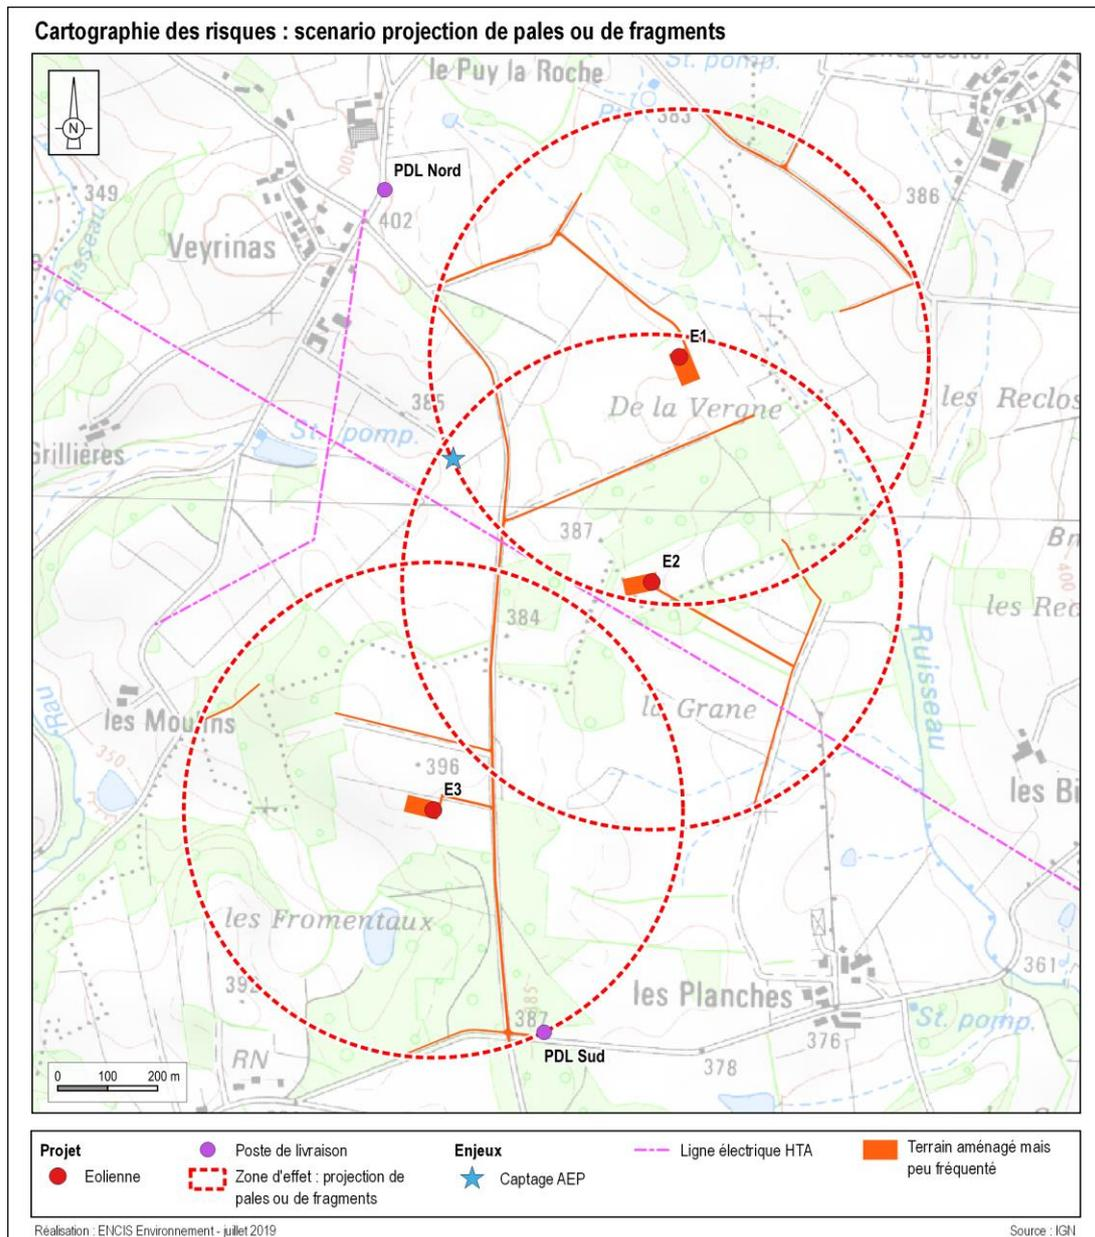 Cartographie des risques : scenario projection de pales ou de fragments
le Puy la Roche
St. pomp.
383
N
400
PDL Nord
349
402
386
Veyrinas
Ruisseau
E1
385
De la Vergne
les Reclos
St. pomp.
Grillières
387
E2
400
384
les Rec
Ruisseau
la Grane
les Moulins
Rau
350
396
E3
les Bi
les Fromentaux
392
385
387
les Planches
361
St. pomp.
376
PDL Sud
378
RN
0 100 200 m
Projet
Eolienne
Poste de livraison
Zone d'effet : projection de
pales ou de fragments
Enjeux
Captage AEP
Ligne électrique HTA
Terrain aménagé mais
peu fréquenté
Réalisation : ENCIS Environnement - juillet 2019
Source : IGN